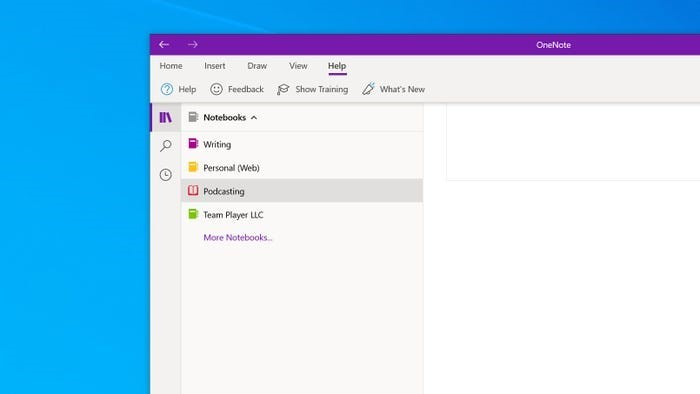 OneNote
Home Insert Draw View Help
Help Feedback Show Training What's New
Notebooks
Writing
Personal (Web)
Podcasting
Team Player LLC
More Notebooks...